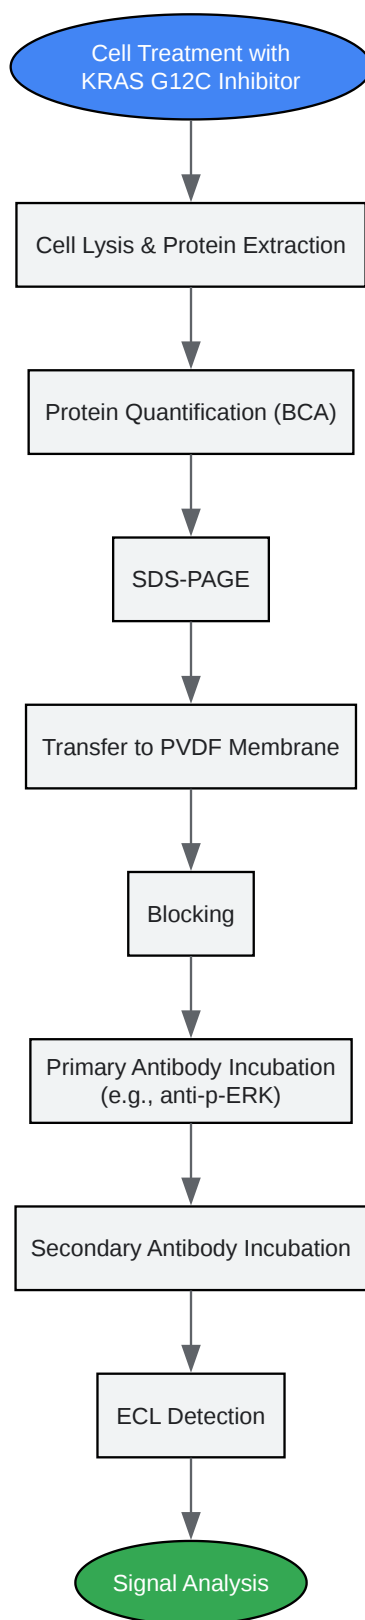 Cell Treatment with
KRAS G12C Inhibitor
Cell Lysis & Protein Extraction
Protein Quantification (BCA)
SDS-PAGE
Transfer to PVDF Membrane
Blocking
Primary Antibody Incubation
(e.g., anti-p-ERK)
Secondary Antibody Incubation
ECL Detection
Signal Analysis